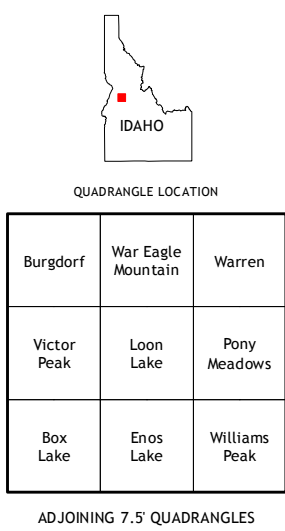 IDAHO
QUADRANGLE LOCATION
Burgdorf
War Eagle
Mountain
Warren
Victor
Peak
Loon
Lake
Pony
Meadows
Box
Lake
Enos
Lake
Williams
Peak
ADJOINING 7.5' QUADRANGLES